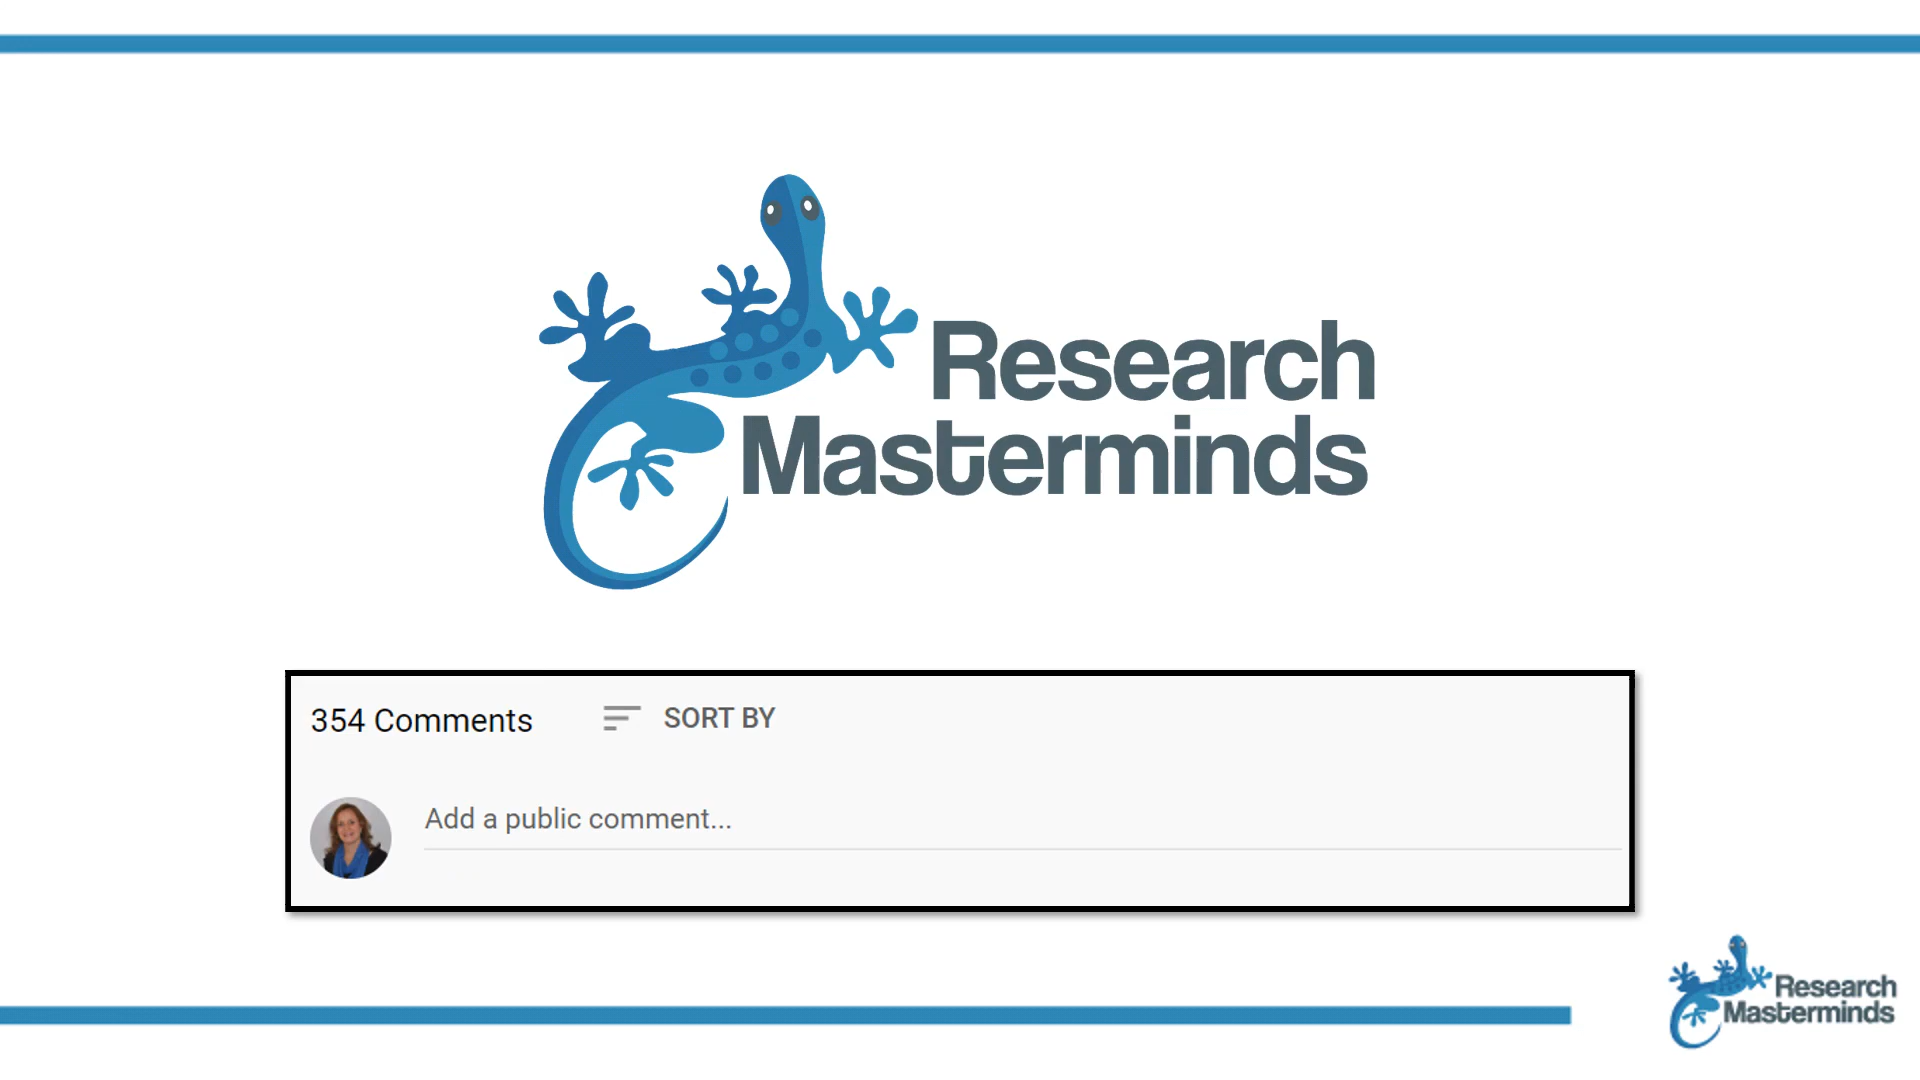 Research
Masterminds
354 Comments SORT BY
Add a public comment...
Research
Masterminds